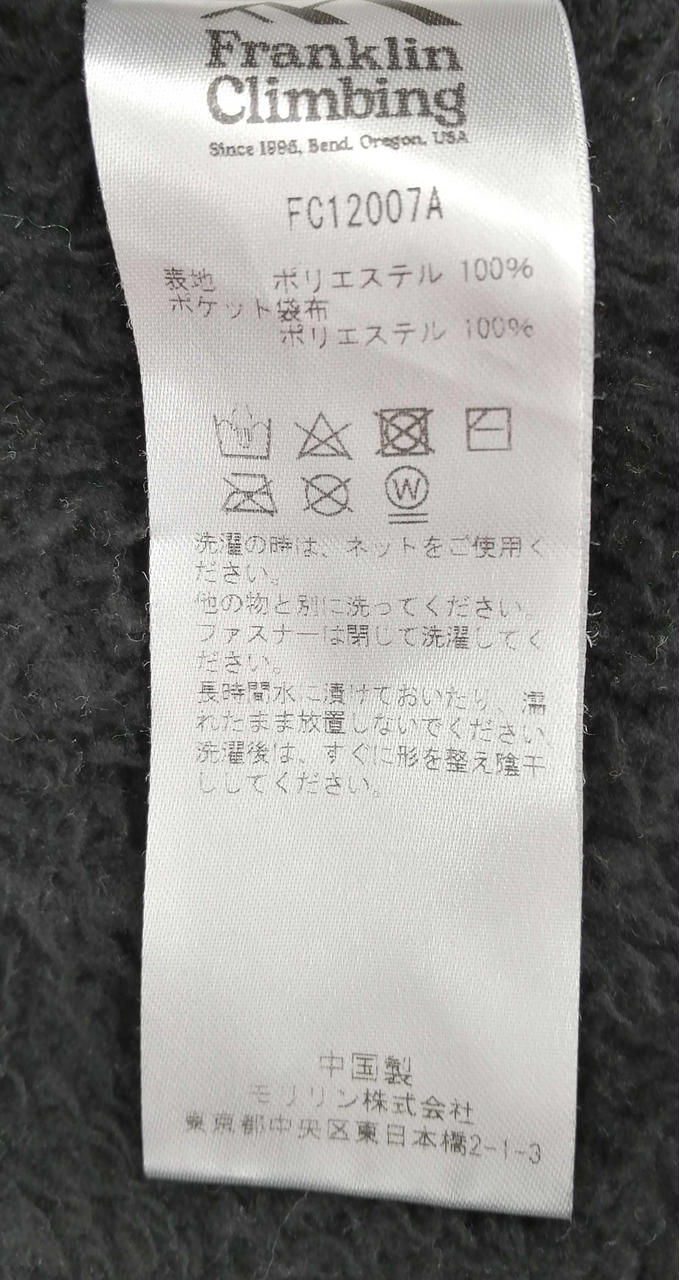 Franklin
Climbing
Since 1996, Bend, Oregon, USA
FC12007A
表地 ポリエステル 100%
ポケット袋布
ポリエステル 100%
W
洗濯の時は、ネットをご使用く
ださい。
他の物と別に洗ってください。
ファスナーは閉じて洗濯してく
ださい。
長時間水に漬けておいたり、濡
れたまま放置しないでください。
洗濯後は、すぐに形を整え陰干
ししてください。
中国製
モリリン株式会社
東京都中央区東日本橋2-1-3